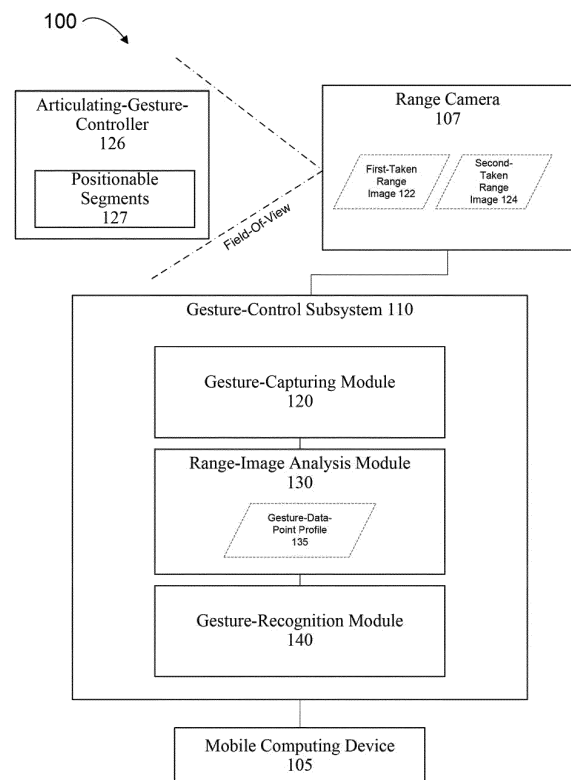 100
Articulating-Gesture-
Controller
126
Positionable
Segments
127
Field-Of-View
Range Camera
107
First-Taken
Range
Image 122
Second-
Taken
Range
Image 124
Gesture-Control Subsystem 110
Gesture-Capturing Module
120
Range-Image Analysis Module
130
Gesture-Data-
Point Profile
135
Gesture-Recognition Module
140
Mobile Computing Device
105